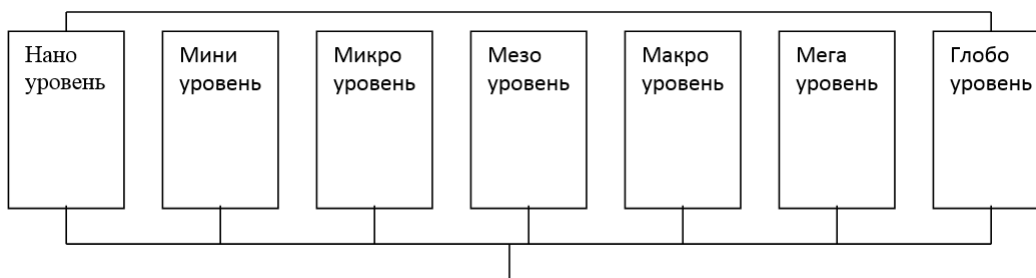 Нано
уровень
Мини
уровень
Микро
уровень
Мезо
уровень
Макро
уровень
Мега
уровень
Глобо
уровень